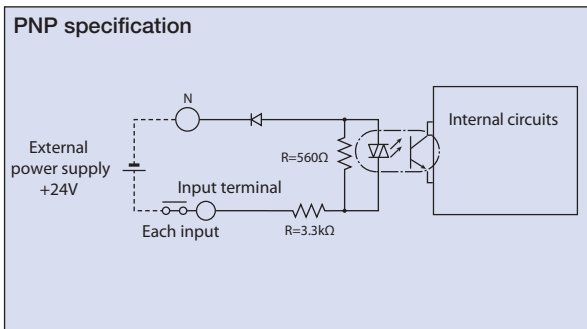 PNP specification
N
Internal circuits
External
power supply
+24V
R=560Ω
Input terminal
Each input
R=3.3kΩ